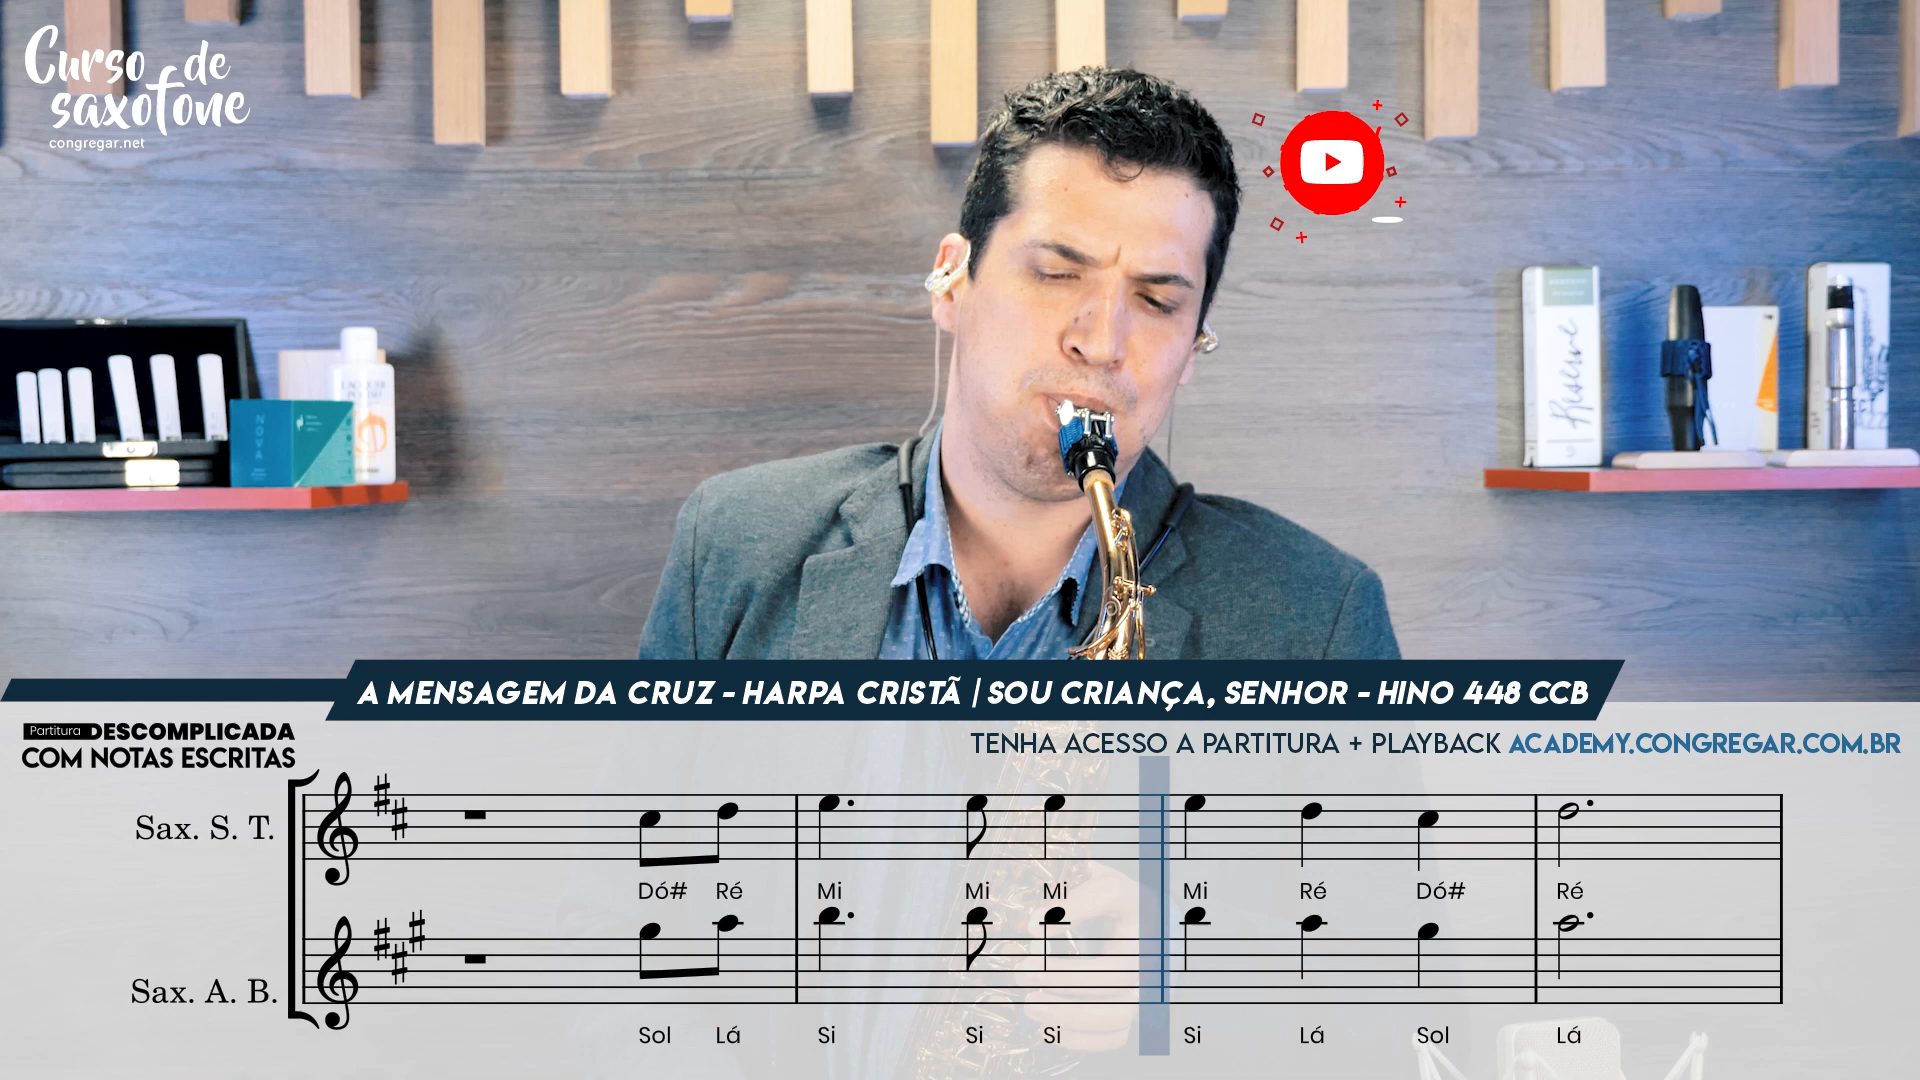 Curso de
saxofone
congregar.net
NOVA
Reserve
A MENSAGEM DA CRUZ - HARPA CRISTÃ | SOU CRIANÇA, SENHOR - HINO 448 CCB
Partitura DESCOMPLICADA
COM NOTAS ESCRITAS
TENHA ACESSO A PARTITURA + PLAYBACK ACADEMY.CONGREGAR.COM.BR
Sax. S. T.
Dó# Ré Mi Mi Mi Mi Ré Dó# Ré
Sax. A. B.
Sol Lá Si Si Si Si Lá Sol Lá